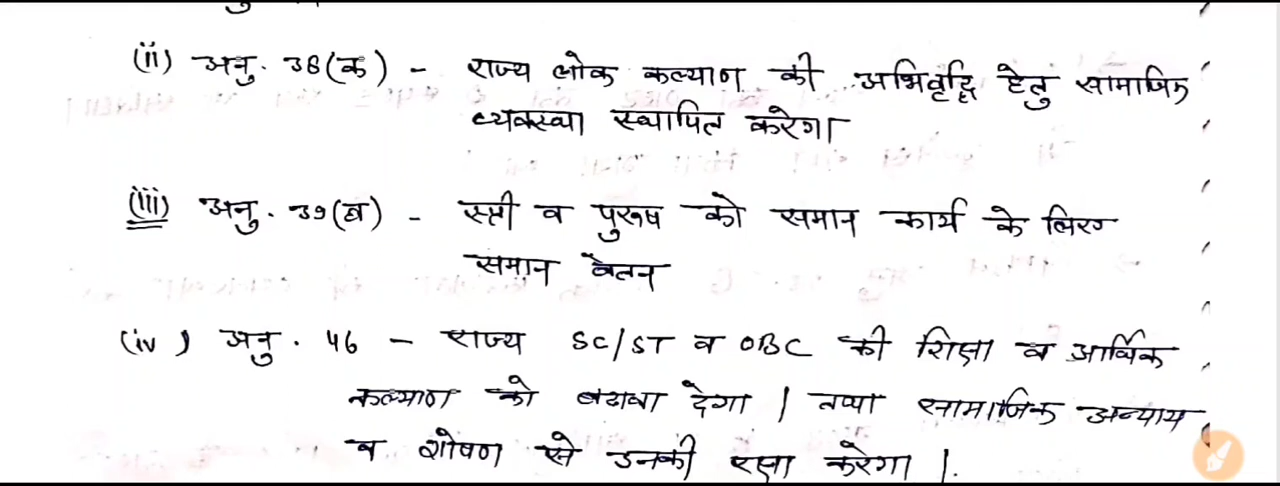 (ii) अनु. 38(क) - राज्य लोक कल्याण की अभिवृद्धि हेतु सामाजिक
व्यवस्था स्थापित करेगा
(iii) अनु. 39(घ) - स्त्री व पुरुष को समान कार्य के लिए
समान वेतन
(iv) अनु. 46 - राज्य SC/ST व OBC की शिक्षा व आर्थिक
कल्याण को बढावा देगा | तथा सामाजिक अन्याय
व शोषण से उनकी रक्षा करेगा |.